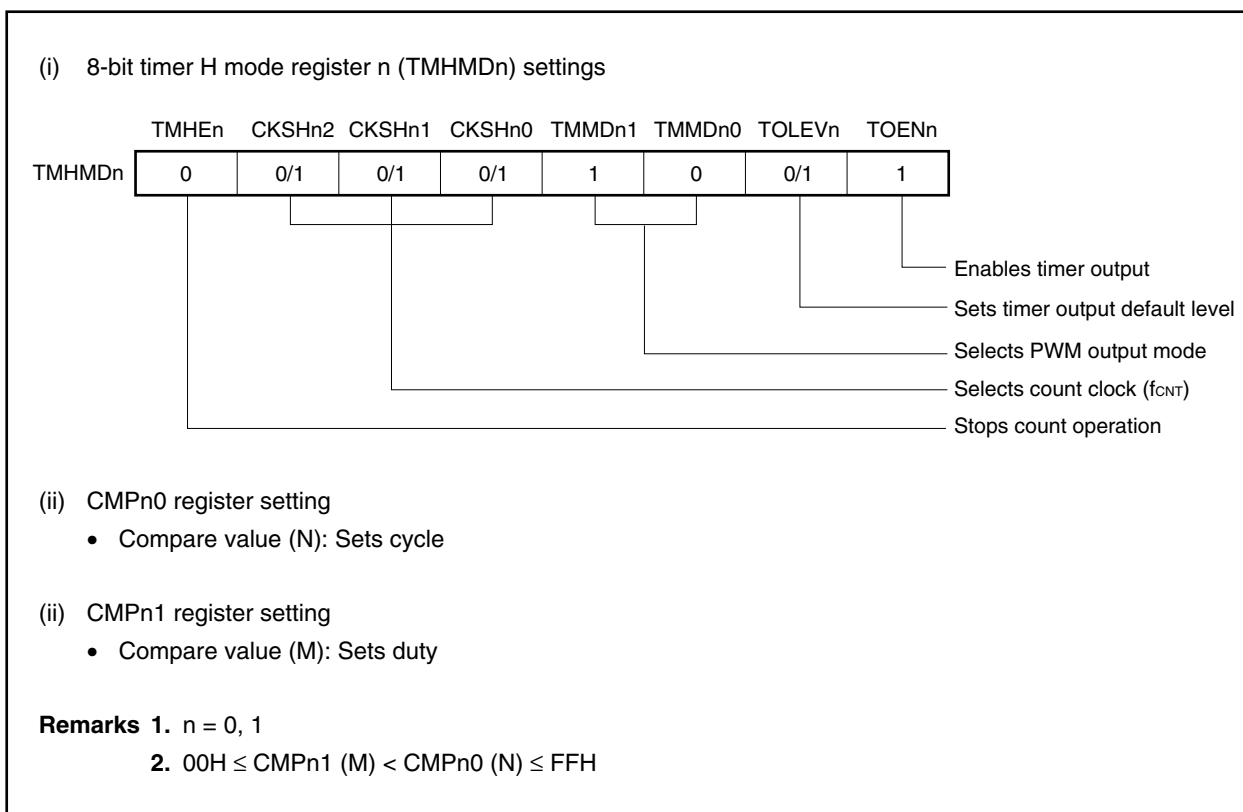 (i) 8-bit timer H mode register n (TMHMDn) settings
TMHEn CKSHn2 CKSHn1 CKSHn0 TMMDn1 TMMDn0 TOLEVn TOENn
TMHMDn 0 0/1 0/1 0/1 1 0 0/1 1
Enables timer output
Sets timer output default level
Selects PWM output mode
Selects count clock (fCNT)
Stops count operation
(ii) CMPn0 register setting
• Compare value (N): Sets cycle
(ii) CMPn1 register setting
• Compare value (M): Sets duty
Remarks 1. n = 0, 1
2. 00H ≤ CMPn1 (M) < CMPn0 (N) ≤ FFH